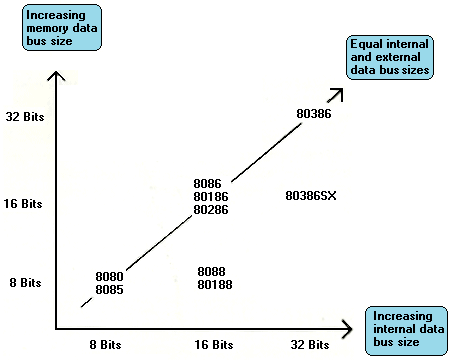 Increasing
memory data
bus size
Equal internal
and external
data bus sizes
32 Bits
80386
8086
80186
80286
16 Bits
80386SX
8080
8085
8088
80188
8 Bits
Increasing
internal data
bus size
8 Bits
16 Bits
32 Bits